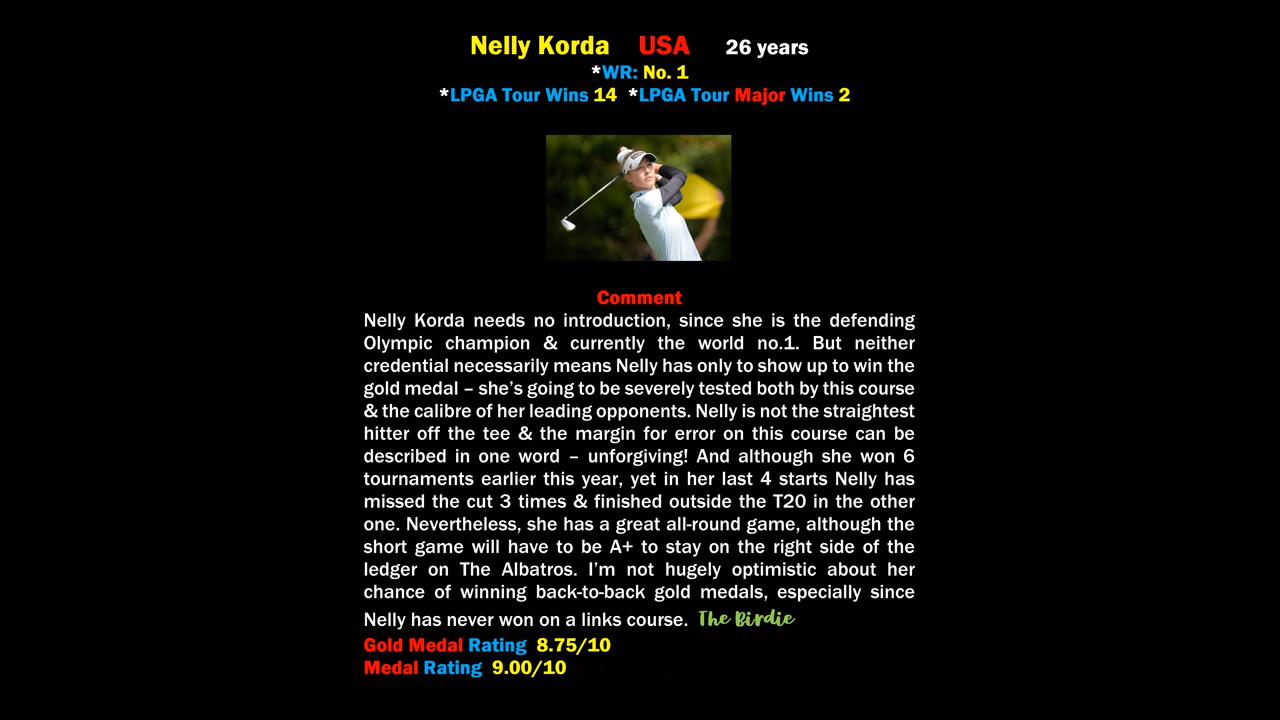 Nelly Korda USA 26 years
*WR: No. 1
*LPGA Tour Wins 14 *LPGA Tour Major Wins 2
Comment
Nelly Korda needs no introduction, since she is the defending
Olympic champion & currently the world no.1. But neither
credential necessarily means Nelly has only to show up to win the
gold medal – she's going to be severely tested both by this course
& the calibre of her leading opponents. Nelly is not the straightest
hitter off the tee & the margin for error on this course can be
described in one word – unforgiving! And although she won 6
tournaments earlier this year, yet in her last 4 starts Nelly has
missed the cut 3 times & finished outside the T20 in the other
one. Nevertheless, she has a great all-round game, although the
short game will have to be A+ to stay on the right side of the
ledger on The Albatros. I'm not hugely optimistic about her
chance of winning back-to-back gold medals, especially since
Nelly has never won on a links course. The Birdie
Gold Medal Rating 8.75/10
Medal Rating 9.00/10